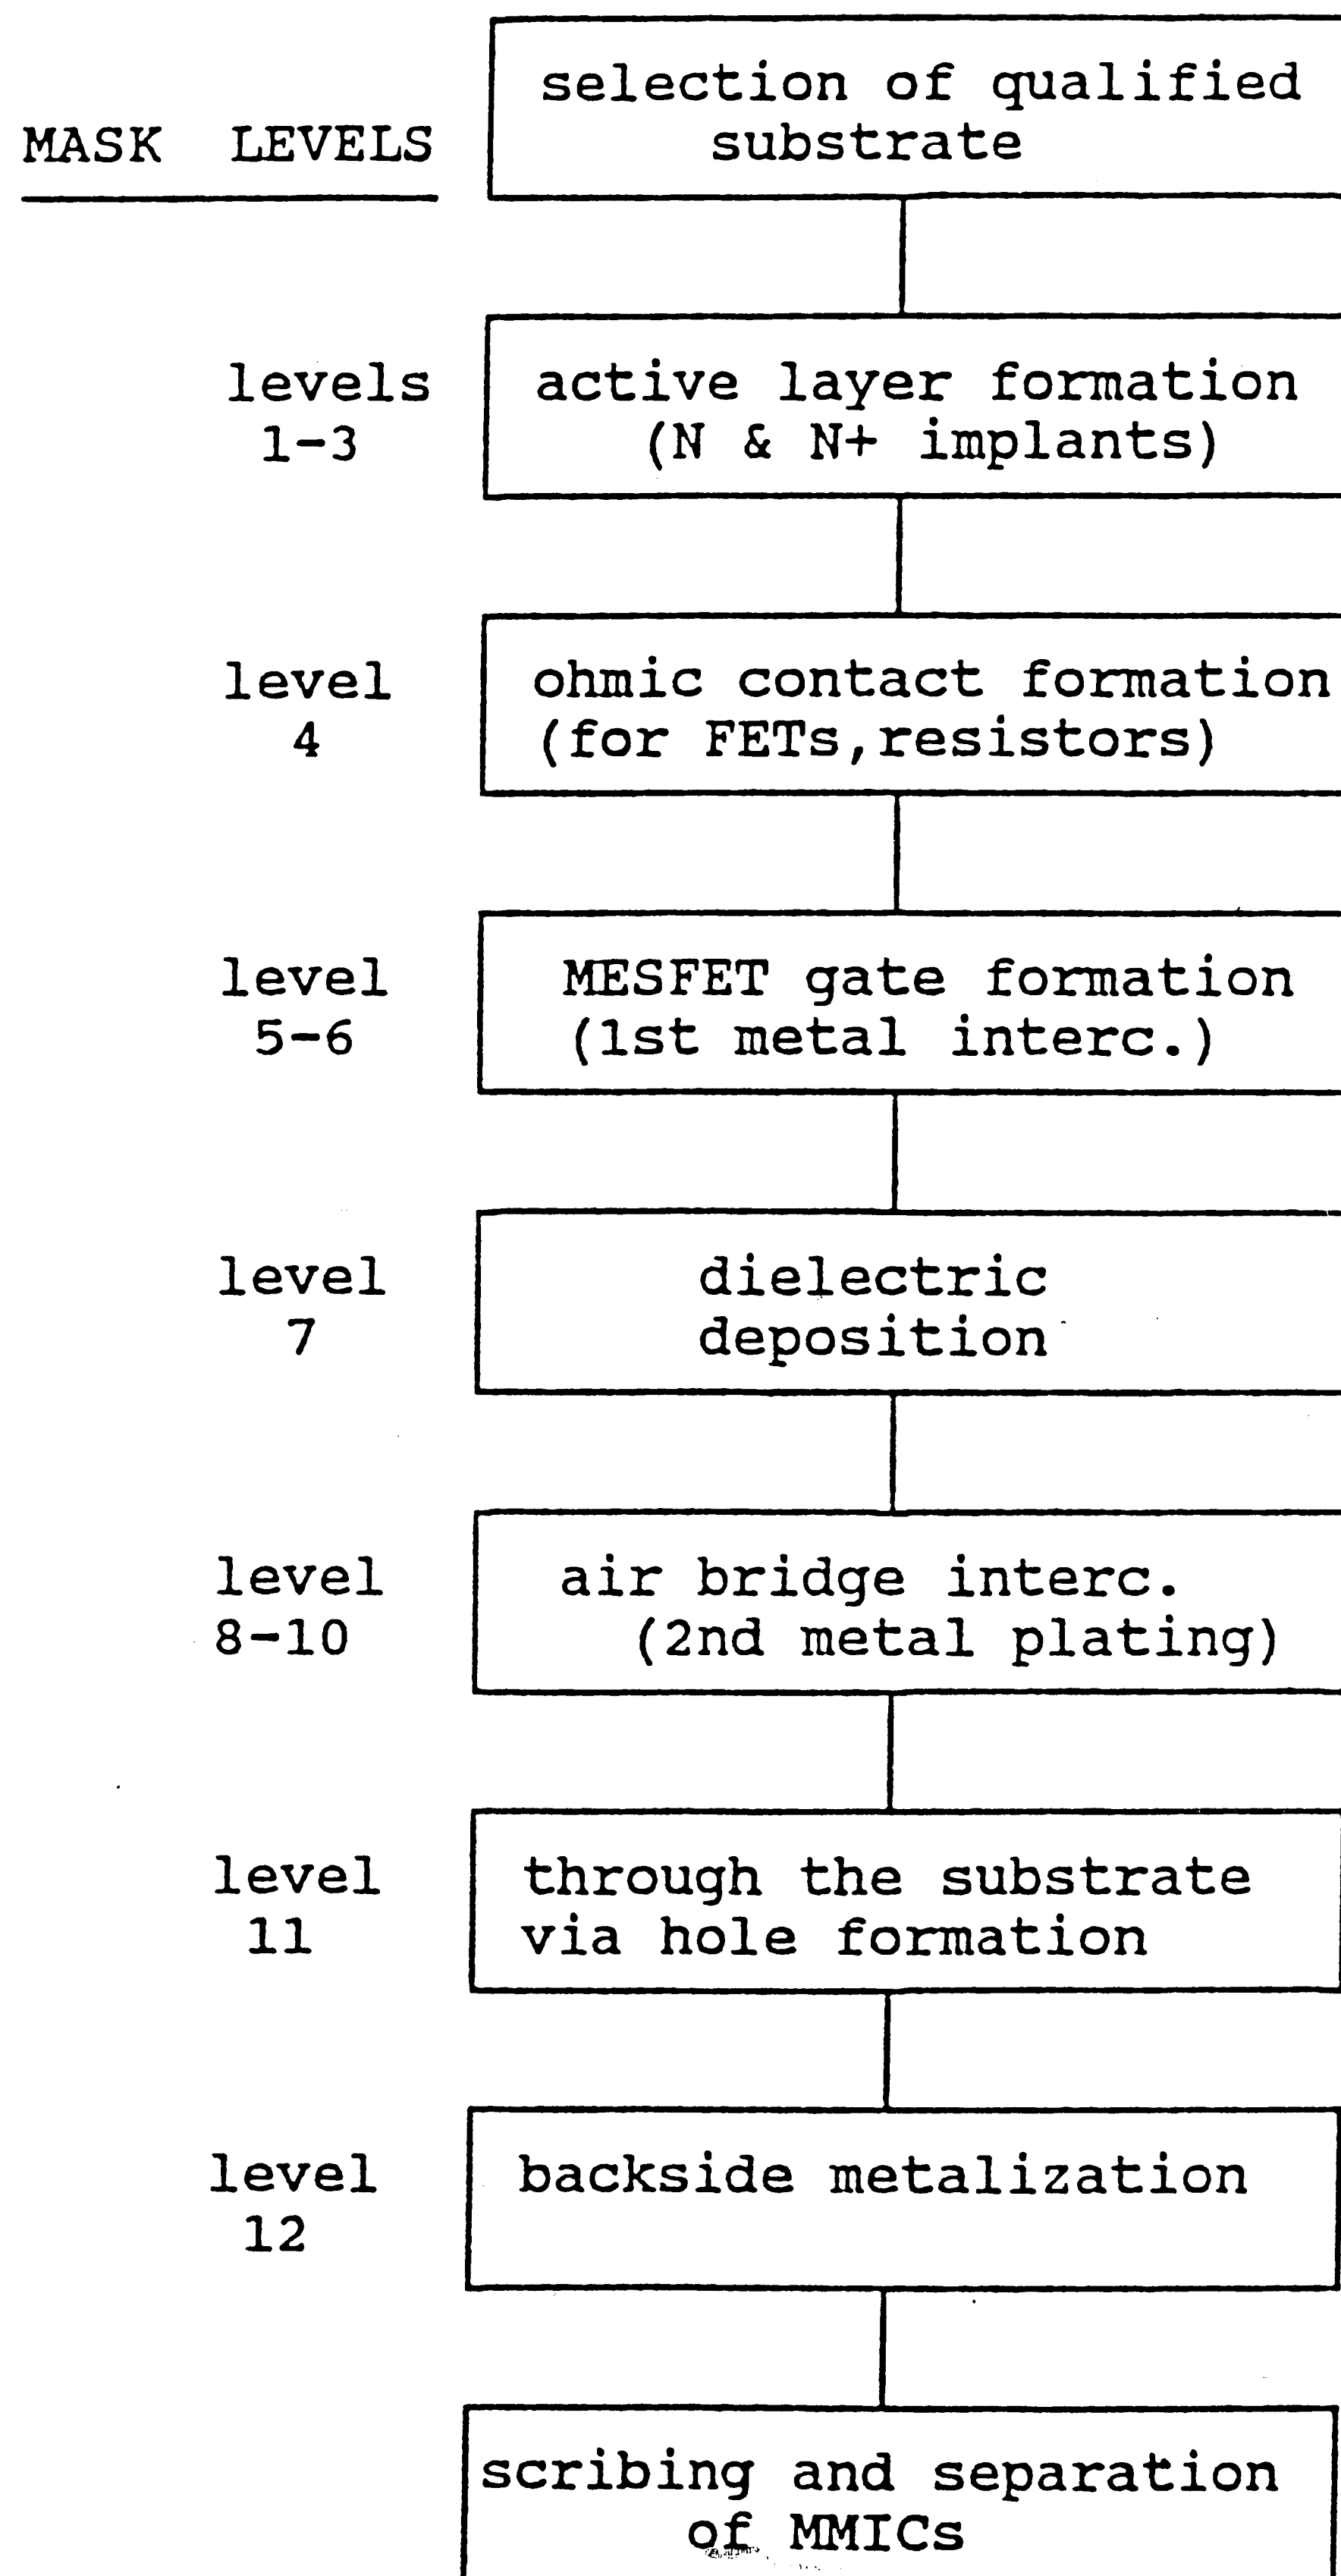 selection of qualified
substrate
MASK LEVELS
levels
1-3
active layer formation
(N & N+ implants)
level
4
ohmic contact formation
(for FETs,resistors)
level
5-6
MESFET gate formation
(1st metal interc.)
level
7
dielectric
deposition
level
8-10
air bridge interc.
(2nd metal plating)
level
11
through the substrate
via hole formation
level
12
backside metalization
scribing and separation
of MMICs